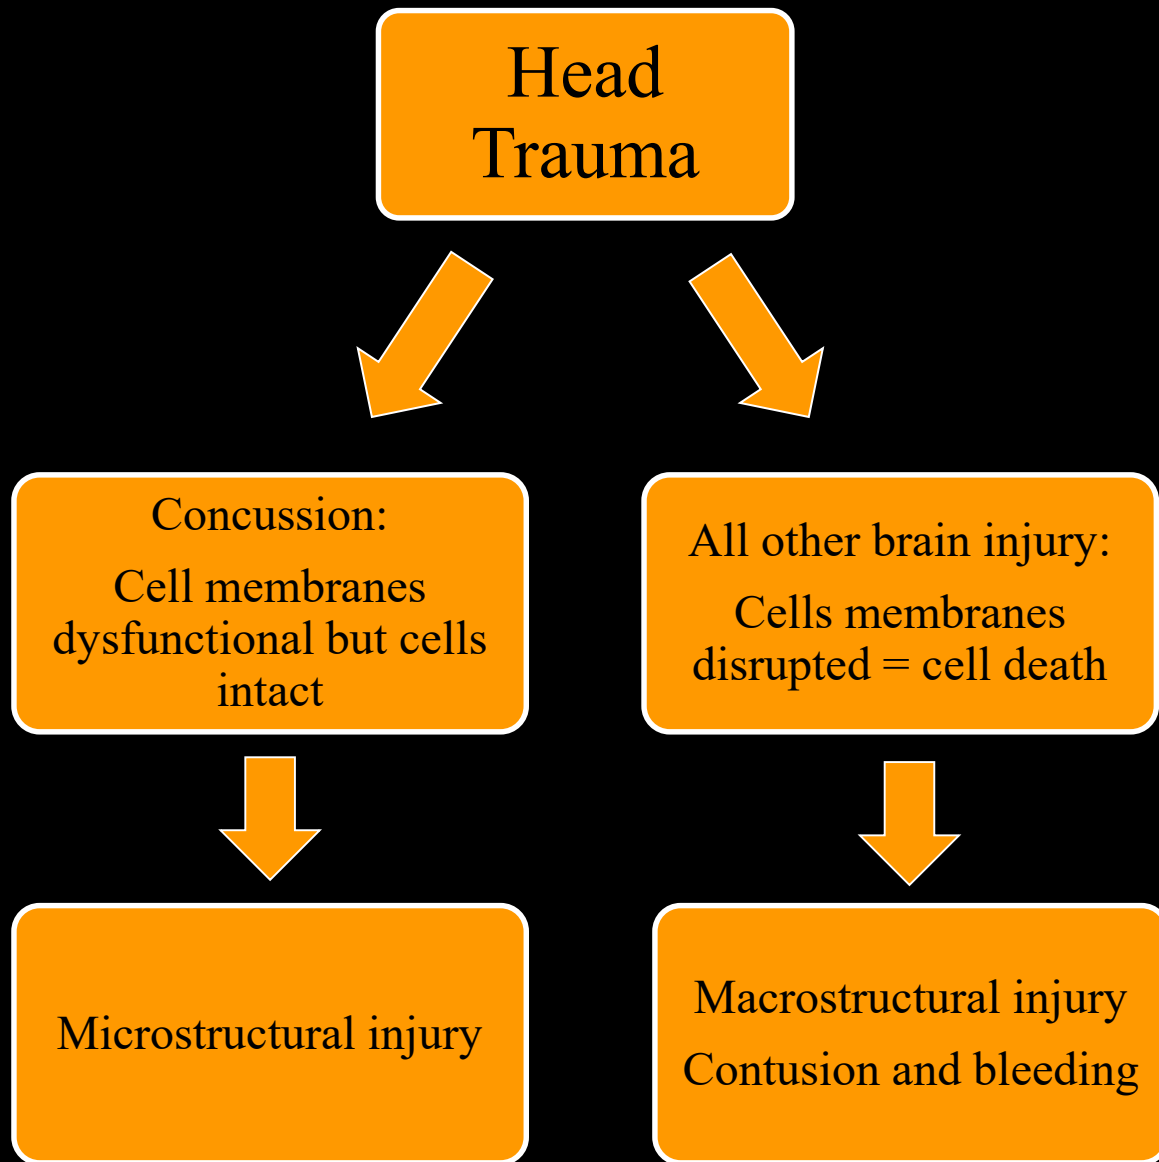 Head
Trauma
Concussion:
Cell membranes
dysfunctional but cells
intact
All other brain injury:
Cells membranes
disrupted = cell death
Microstructural injury
Macrostructural injury
Contusion and bleeding